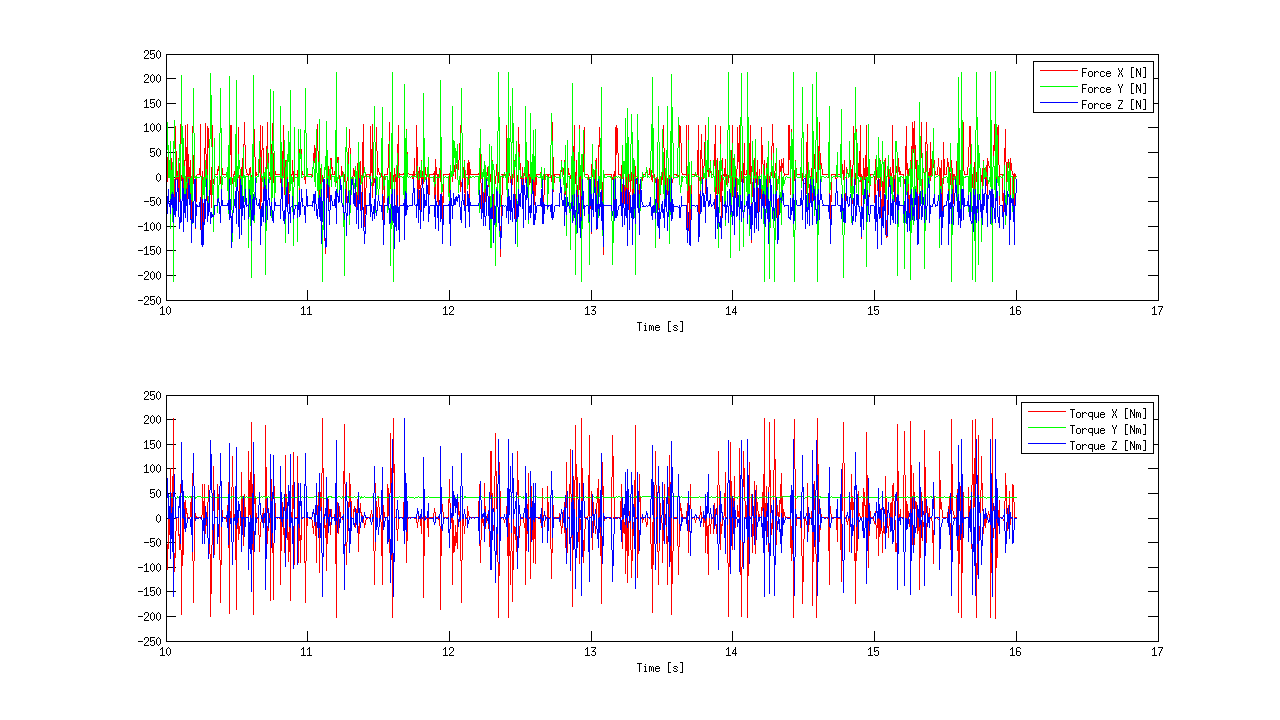 250
200
150
100
50
0
-50
-100
-150
-200
-250
10 11 12 13 14 15 16 17
Time [s]
Force X [N]
Force Y [N]
Force Z [N]
250
200
150
100
50
0
-50
-100
-150
-200
-250
10 11 12 13 14 15 16 17
Time [s]
Torque X [Nm]
Torque Y [Nm]
Torque Z [Nm]